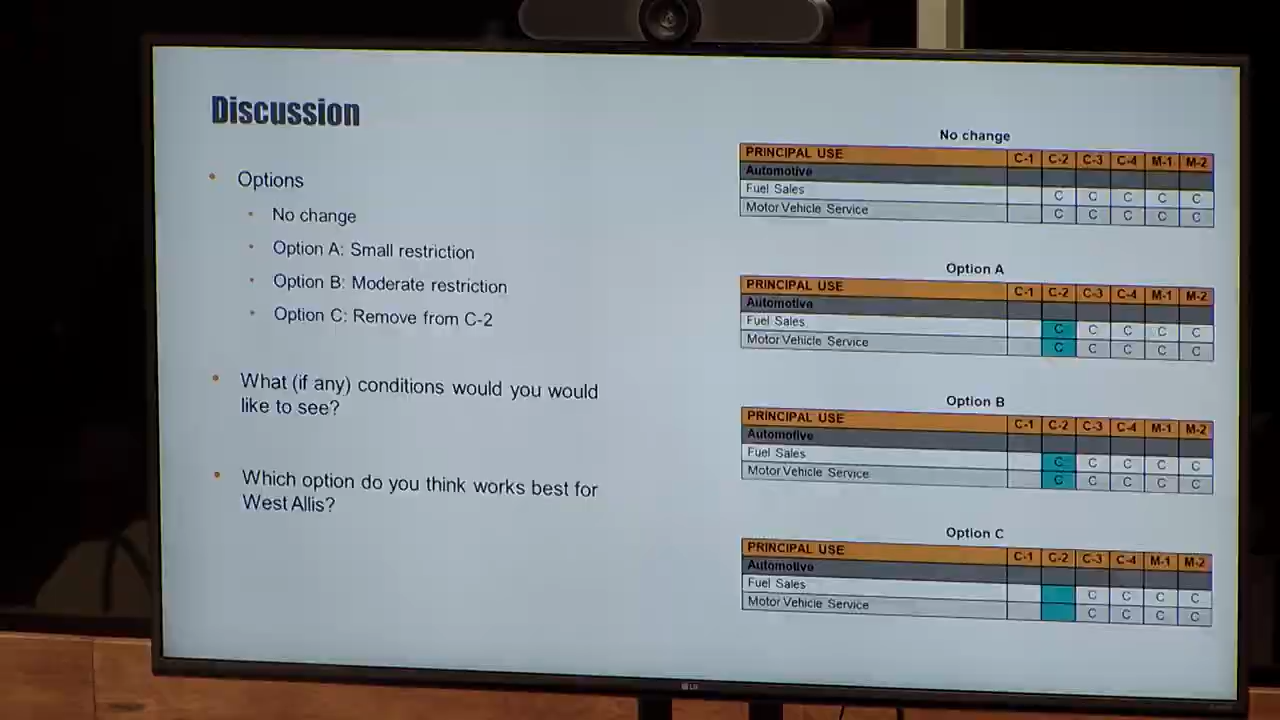 Discussion
• Options
• No change
• Option A: Small restriction
• Option B: Moderate restriction
• Option C: Remove from C-2
• What (if any) conditions would you would
like to see?
• Which option do you think works best for
West Allis?
No change
PRINCIPAL USE C-1 C-2 C-3 C-4 M-1 M-2
Automotive
Fuel Sales C C C C C
Motor Vehicle Service C C C C C
Option A
PRINCIPAL USE C-1 C-2 C-3 C-4 M-1 M-2
Automotive
Fuel Sales C C C C C
Motor Vehicle Service C C C C C
Option B
PRINCIPAL USE C-1 C-2 C-3 C-4 M-1 M-2
Automotive
Fuel Sales C C C C C
Motor Vehicle Service C C C C C
Option C
PRINCIPAL USE C-1 C-2 C-3 C-4 M-1 M-2
Automotive
Fuel Sales C C C C
Motor Vehicle Service C C C C
LG